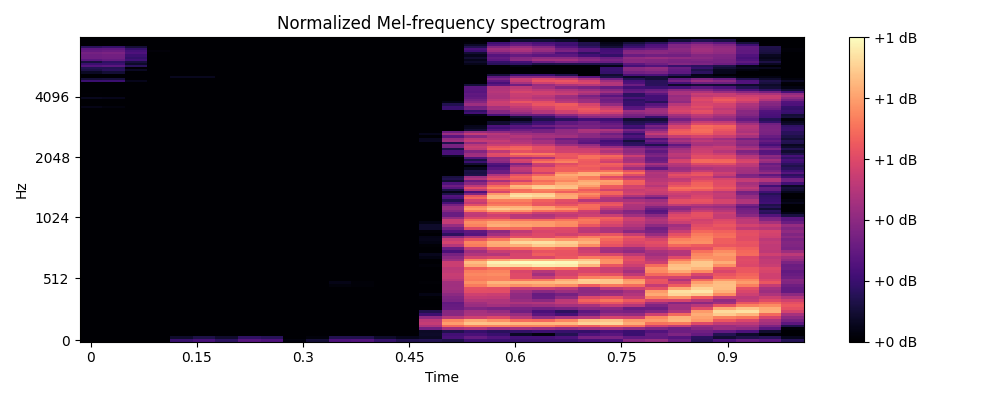 Normalized Mel-frequency spectrogram
+1 dB
4096
+1 dB
2048
+1 dB
Hz
1024
+0 dB
512
+0 dB
0
+0 dB
0 0.15 0.3 0.45 0.6 0.75 0.9
Time